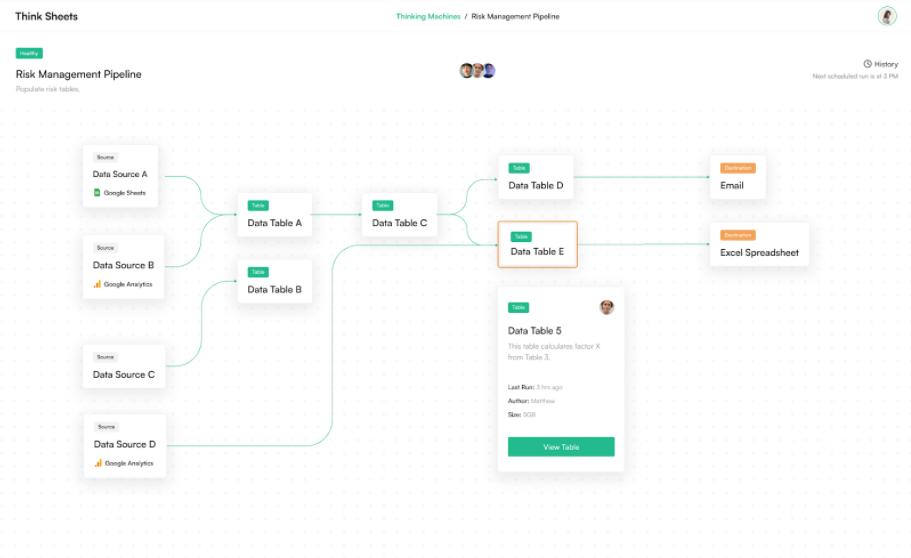 Think Sheets
Thinking Machines / Risk Management Pipeline
Healthy
Risk Management Pipeline
Populate risk tables.
History
Next scheduled run is at 3 PM
Source
Data Source A
Google Sheets
Source
Data Source B
Google Analytics
Source
Data Source C
Source
Data Source D
Google Analytics
Table
Data Table A
Table
Data Table B
Table
Data Table C
Table
Data Table D
Table
Data Table E
Destination
Email
Destination
Excel Spreadsheet
Table
Data Table 5
This table calculates factor X
from Table 3.
Last Run: 3 hrs ago
Author: Matthew
Size: 5GB
View Table